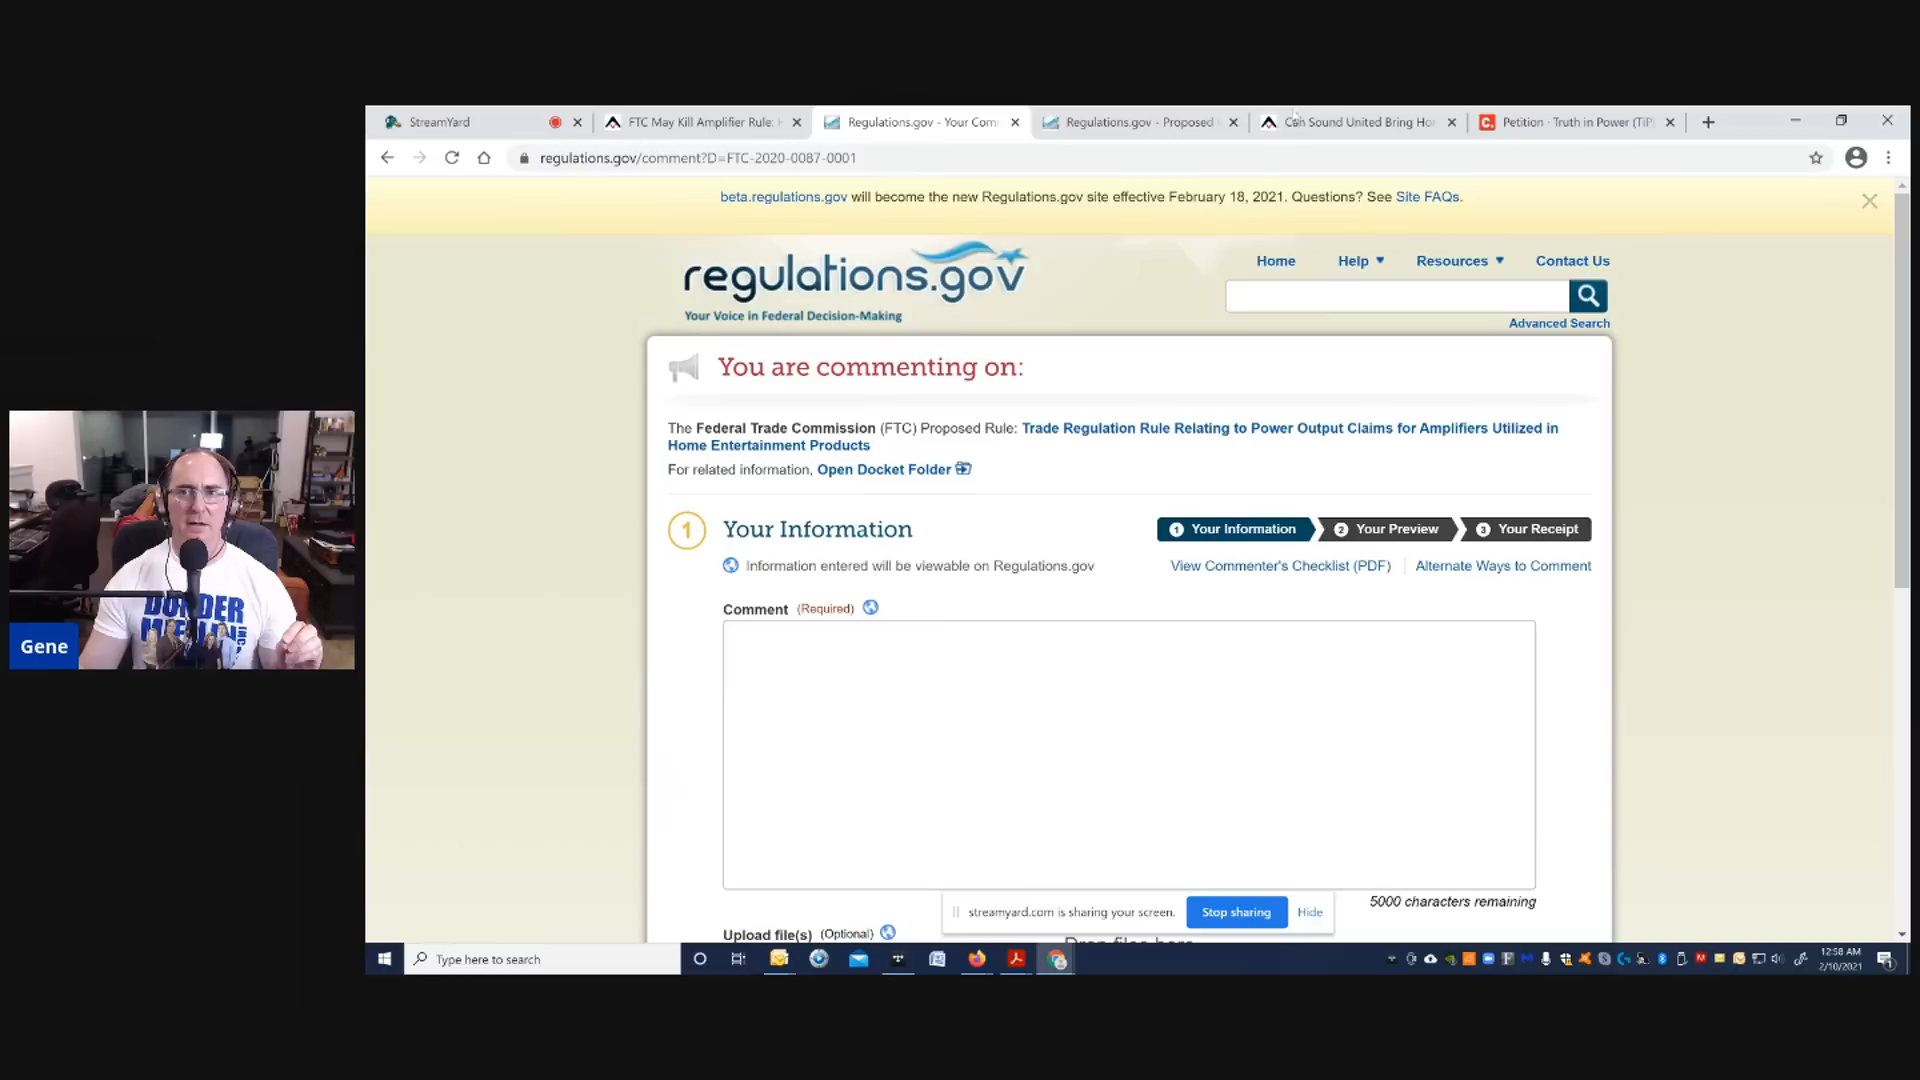 StreamYard
FTC May Kill Amplifier Rule:
Regulations.gov - Your Com
Regulations.gov - Proposed
Can Sound United Bring Ho
Petition · Truth in Power (TiP
regulations.gov/comment?D=FTC-2020-0087-0001
beta.regulations.gov will become the new Regulations.gov site effective February 18, 2021. Questions? See Site FAQs.
regulations.gov
Your Voice in Federal Decision-Making
Home
Help
Resources
Contact Us
Advanced Search
You are commenting on:
The Federal Trade Commission (FTC) Proposed Rule: Trade Regulation Rule Relating to Power Output Claims for Amplifiers Utilized in
Home Entertainment Products
For related information, Open Docket Folder
1
Your Information
1 Your Information
2 Your Preview
3 Your Receipt
Information entered will be viewable on Regulations.gov
View Commenter's Checklist (PDF)
Alternate Ways to Comment
Comment (Required)
5000 characters remaining
streamyard.com is sharing your screen.
Stop sharing
Hide
Upload file(s) (Optional)
Drop files here
Type here to search
12:58 AM
2/10/2021
Gene